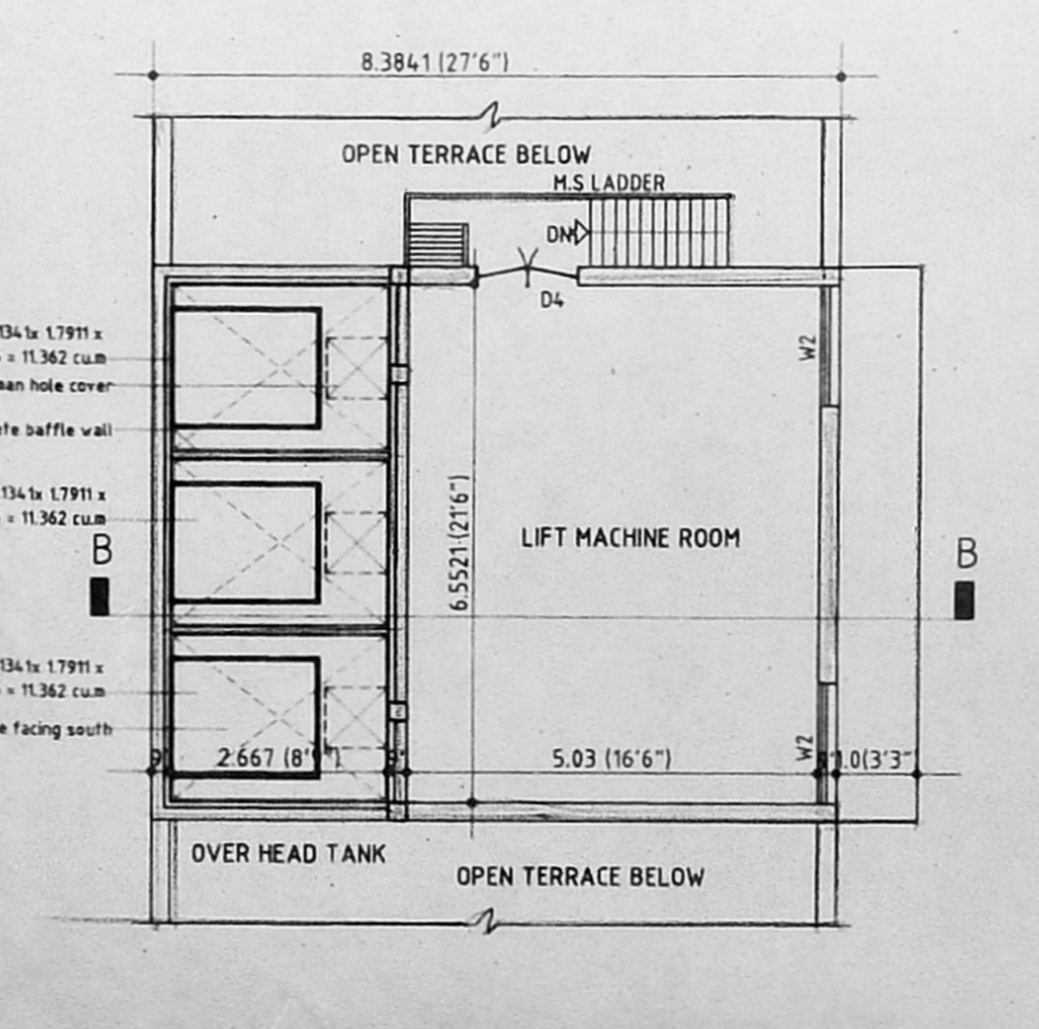 8.3841 (27'6")
OPEN TERRACE BELOW
M.S LADDER
DN
D4
1341x 1.7911 x
= 11.362 cu.m
man hole cover
baffle wall
W2
1341x 1.7911 x
= 11.362 cu.m
B
6.5521 (21'6")
LIFT MACHINE ROOM
B
1341x 1.7911 x
= 11.362 cu.m
facing south
2.667
5.03 (16'6")
W2
1.0(3'3")
OVER HEAD TANK
OPEN TERRACE BELOW